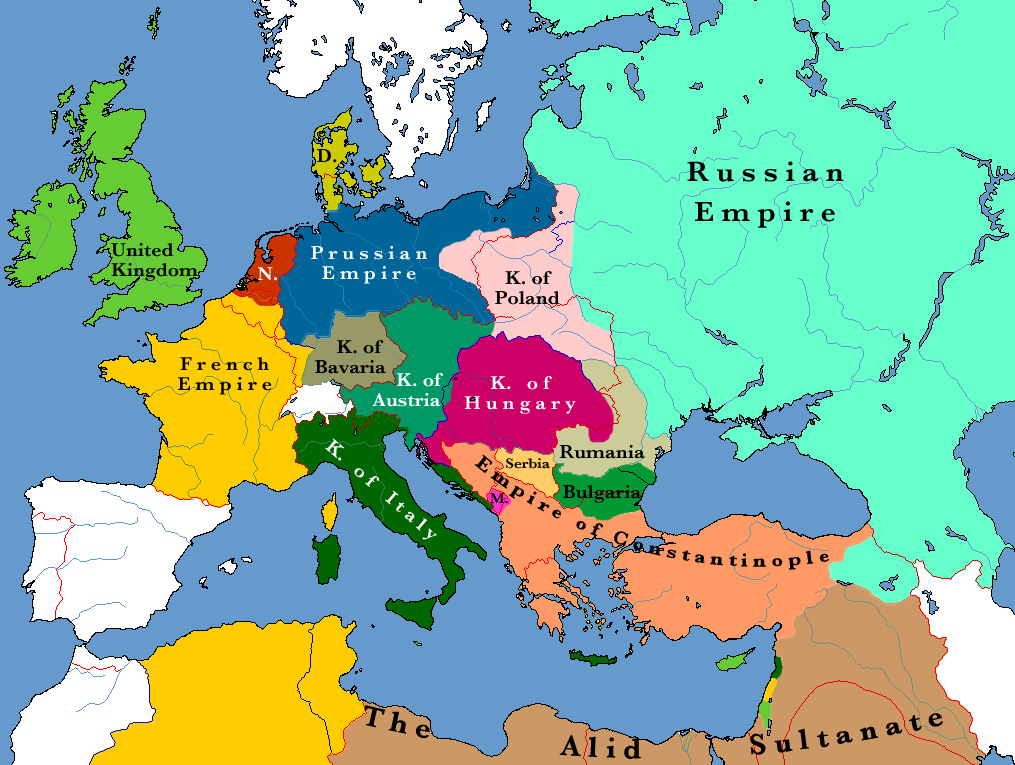 D.
Russian
Empire
United
Kingdom
N.
Prussian
Empire
K. of
Poland
French
Empire
K. of
Bavaria
K. of
Austria
K. of
Hungary
K. of Italy
Rumania
Serbia
Bulgaria
M.
Empire of Constantinople
The Alid Sultanate